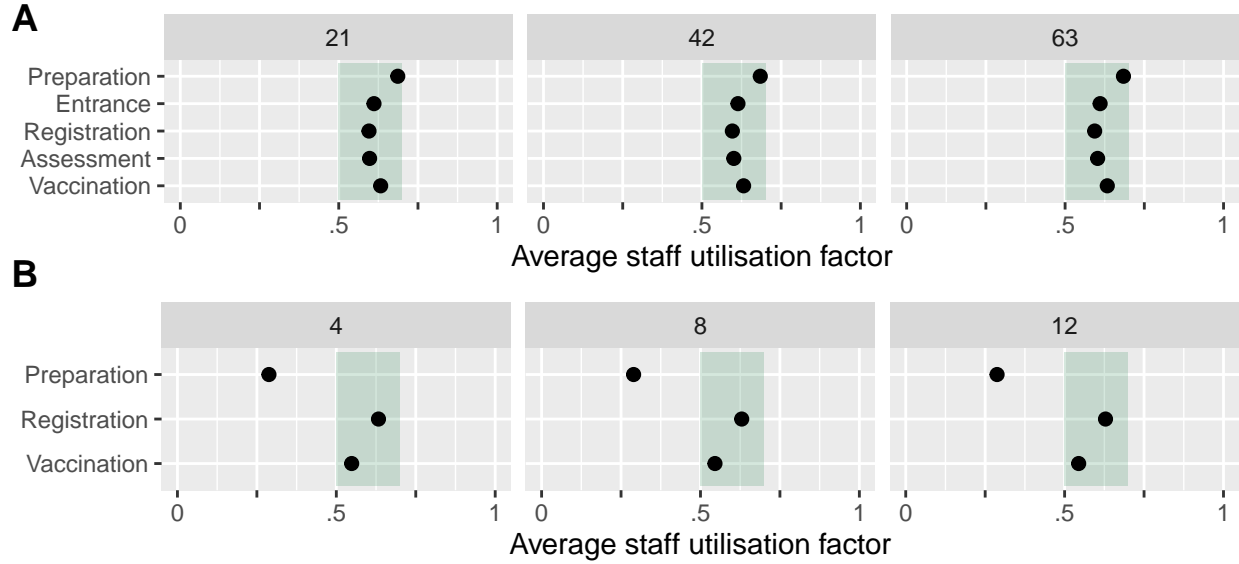 A
21 42 63
Preparation
Entrance
Registration
Assessment
Vaccination
0 .5 1 0 .5 1 0 .5 1
Average staff utilisation factor
B
4 8 12
Preparation
Registration
Vaccination
0 .5 1 0 .5 1 0 .5 1
Average staff utilisation factor